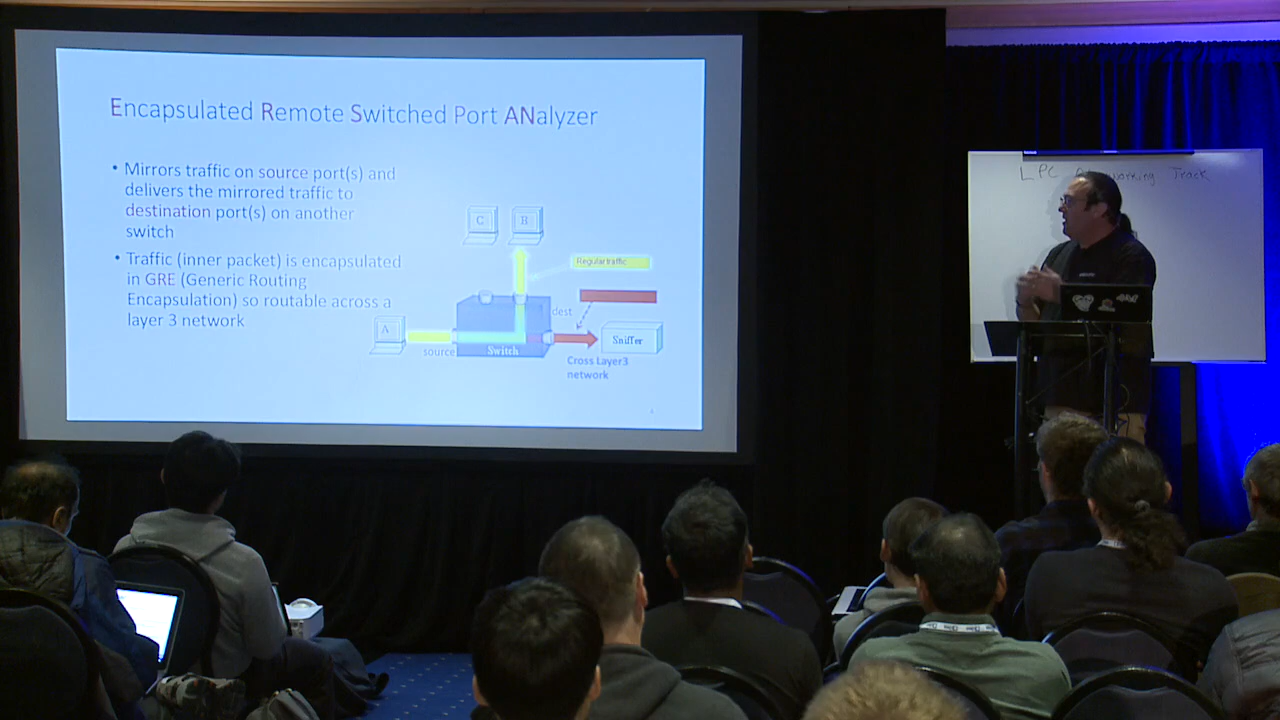 Encapsulated Remote Switched Port ANalyzer
• Mirrors traffic on source port(s) and
delivers the mirrored traffic to
destination port(s) on another
switch
• Traffic (inner packet) is encapsulated
in GRE (Generic Routing
Encapsulation) so routable across a
layer 3 network
C
B
Regular traffic
dest
A
source
Switch
Sniffer
Cross Layer3
network
LPC
Track